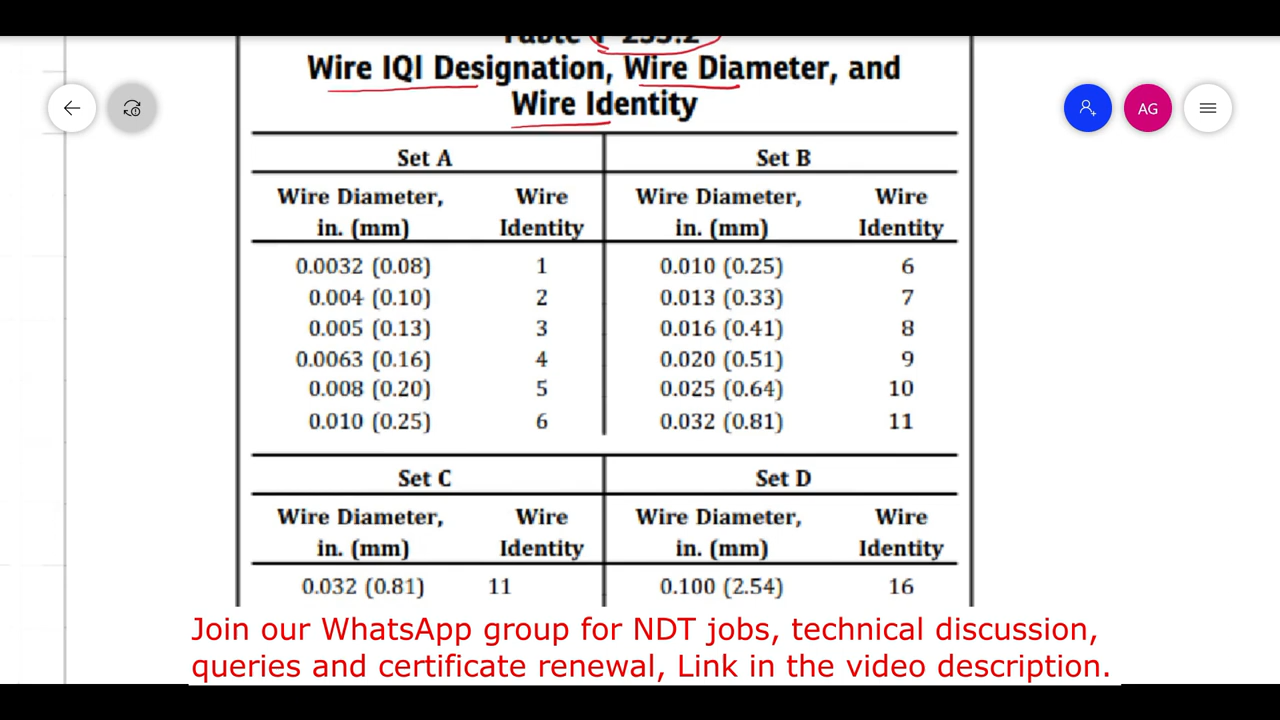 Wire IQI Designation, Wire Diameter, and
Wire Identity
AG
Set A Set B
Wire Diameter, Wire Wire Diameter, Wire
in. (mm) Identity in. (mm) Identity
0.0032 (0.08) 1 0.010 (0.25) 6
0.004 (0.10) 2 0.013 (0.33) 7
0.005 (0.13) 3 0.016 (0.41) 8
0.0063 (0.16) 4 0.020 (0.51) 9
0.008 (0.20) 5 0.025 (0.64) 10
0.010 (0.25) 6 0.032 (0.81) 11
Set C Set D
Wire Diameter, Wire Wire Diameter, Wire
in. (mm) Identity in. (mm) Identity
0.032 (0.81) 11 0.100 (2.54) 16
Join our WhatsApp group for NDT jobs, technical discussion,
queries and certificate renewal, Link in the video description.